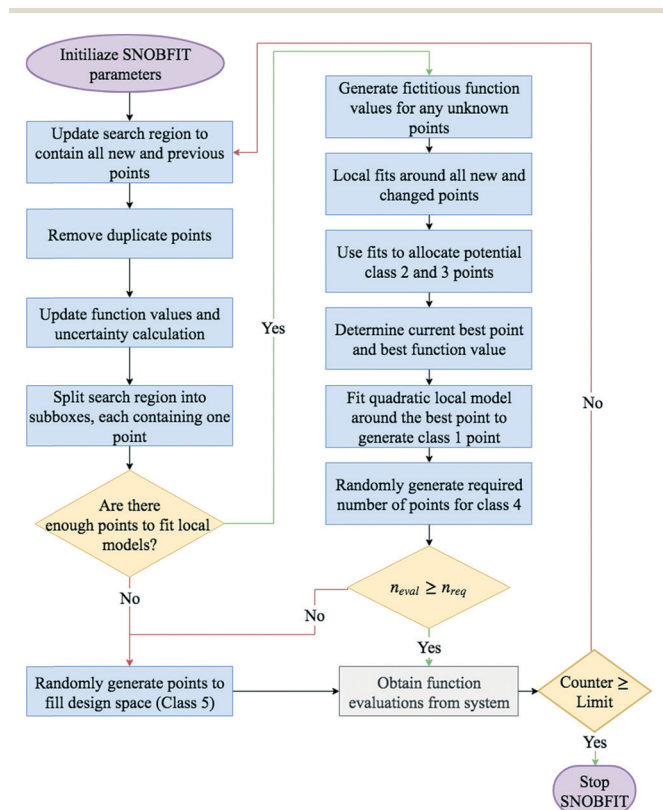 Initiliaze SNOBFIT
parameters
Update search region to
contain all new and previous
points
Remove duplicate points
Update function values and
uncertainty calculation
Split search region into
subboxes, each containing one
point
Are there
enough points to fit local
models?
Yes
No
Generate fictitious function
values for any unknown
points
Local fits around all new and
changed points
Use fits to allocate potential
class 2 and 3 points
Determine current best point
and best function value
Fit quadratic local model
around the best point to
generate class 1 point
Randomly generate required
number of points for class 4
n_eval ≥ n_req
No
Yes
Randomly generate points to
fill design space (Class 5)
Obtain function
evaluations from system
Counter ≥
Limit
No
Yes
Stop
SNOBFIT